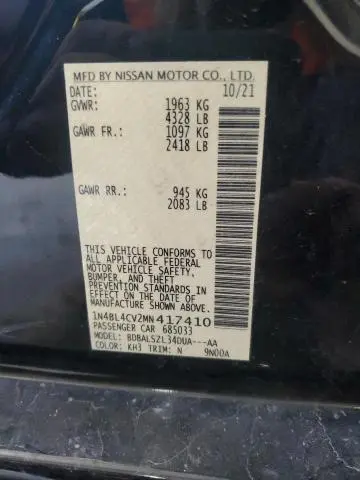 MFD BY NISSAN MOTOR CO., LTD.
DATE: 10/21
GVWR: 1963 KG
4328 LB
GAWR FR.: 1097 KG
2418 LB
GAWR RR.: 945 KG
2083 LB
THIS VEHICLE CONFORMS TO
ALL APPLICABLE FEDERAL
MOTOR VEHICLE SAFETY,
BUMPER, AND THEFT
PREVENTION STANDARDS IN
EFFECT ON THE DATE OF
MANUFACTURE SHOWN ABOVE.
1N4BL4CV2MN417410
PASSENGER CAR 685033
MODEL: BDBALSZL34DUA---AA
COLOR: KH3 TRIM: N 9N00A